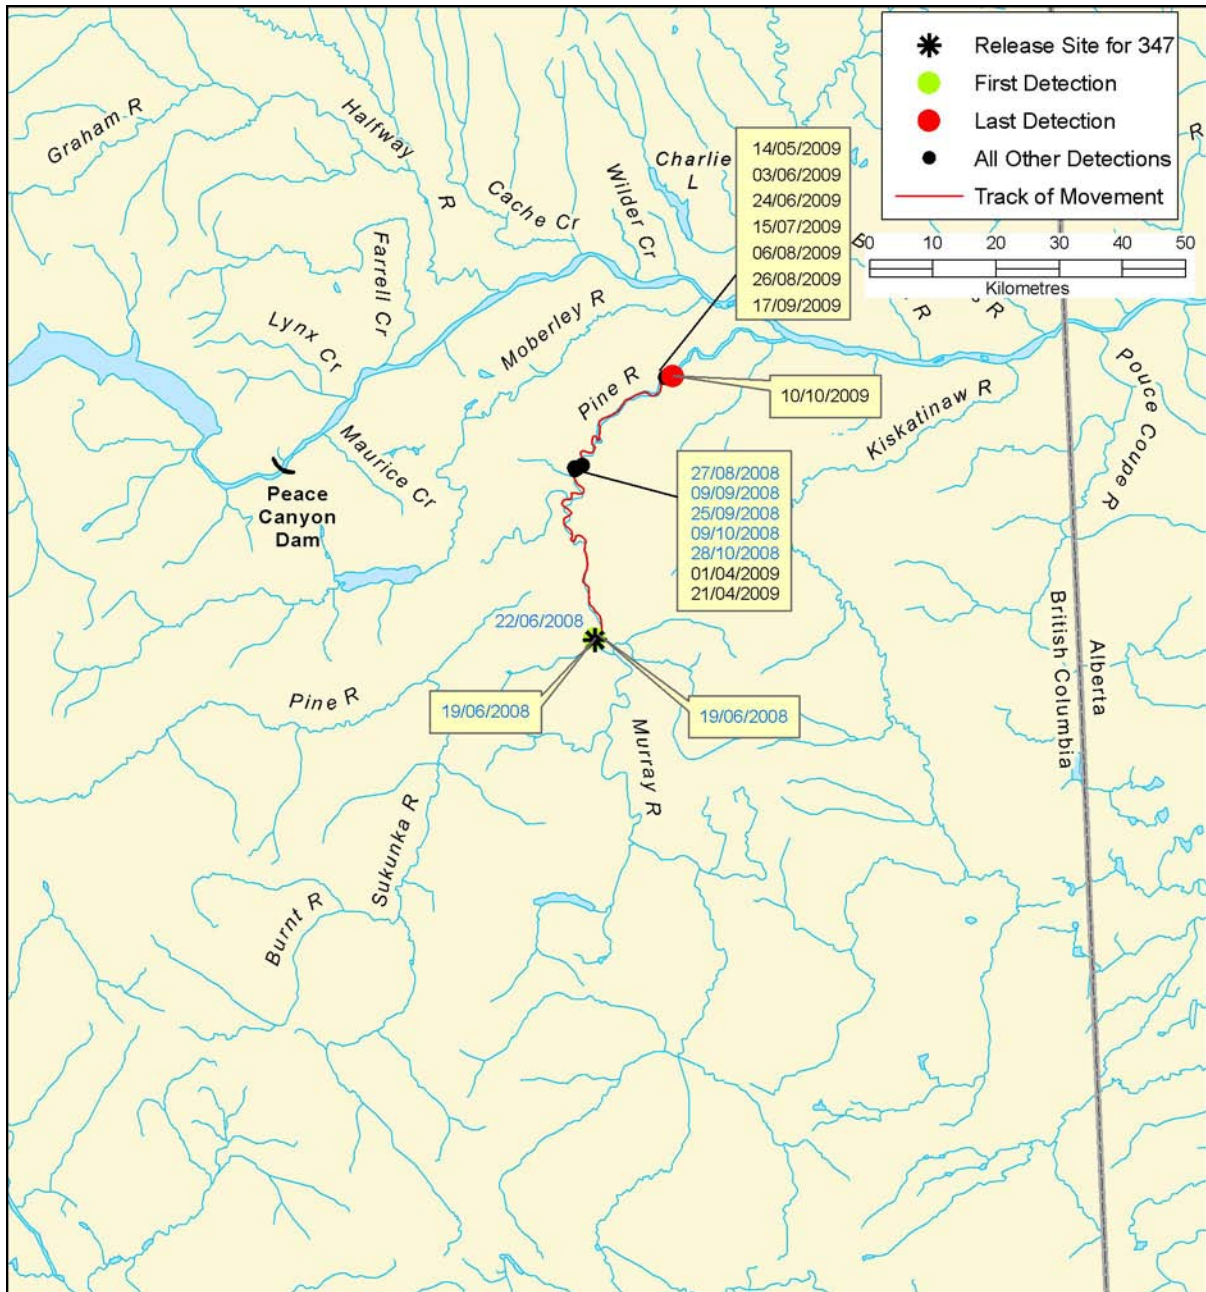 Release Site for 347
First Detection
Last Detection
All Other Detections
Track of Movement
0 10 20 30 40 50
Kilometres
Graham R
Halfway R
Cache Cr
Wilder Cr
Charlie L
Farrell Cr
Lynx Cr
Moberley R
Maurice Cr
Peace Canyon Dam
Pine R
14/05/2009
03/06/2009
24/06/2009
15/07/2009
06/08/2009
26/08/2009
17/09/2009
R
B
R
R
10/10/2009
Kiskatinaw R
Pouce Coupe R
27/08/2008
09/09/2008
25/09/2008
09/10/2008
28/10/2008
01/04/2009
21/04/2009
22/06/2008
19/06/2008
19/06/2008
British Columbia
Alberta
Pine R
Murray R
Sukunka R
Burnt R